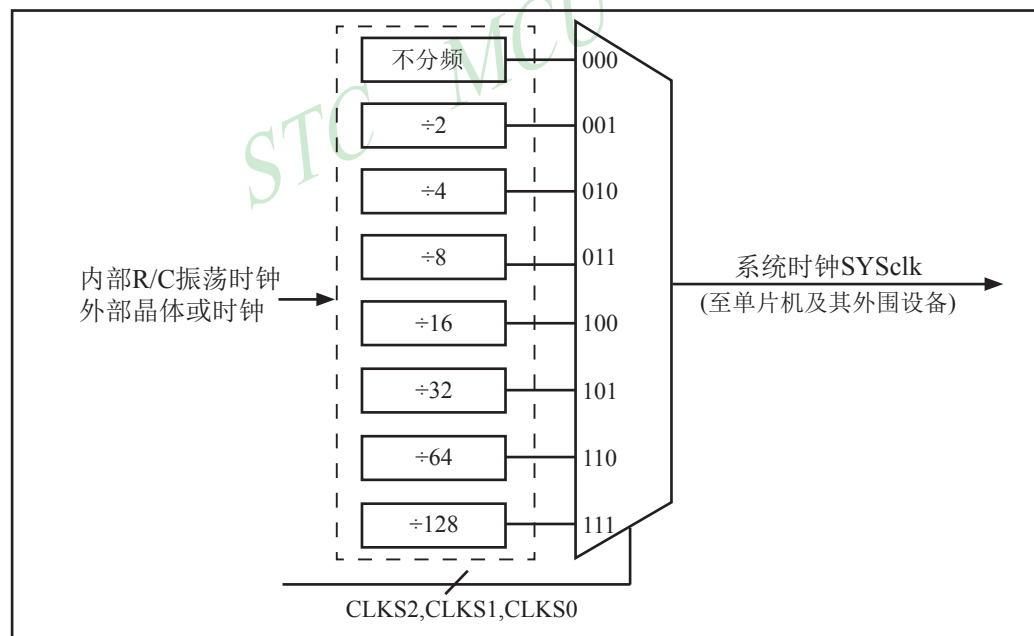 STC MCU
不分频
000
÷2
001
÷4
010
÷8
011
内部R/C振荡时钟
外部晶体或时钟
÷16
100
÷32
101
÷64
110
÷128
111
系统时钟SYSclk
(至单片机及其外围设备)
CLKS2,CLKS1,CLKS0